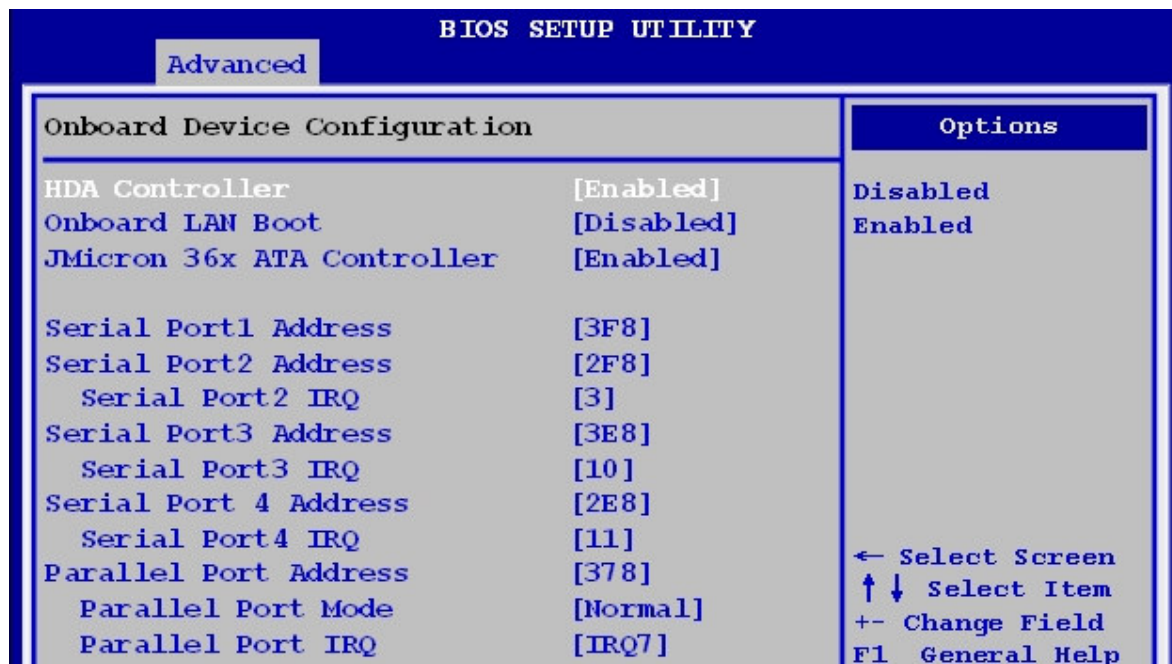 BIOS SETUP UTILITY
Advanced
Onboard Device Configuration
HDA Controller [Enabled]
Onboard LAN Boot [Disabled]
JMicron 36x ATA Controller [Enabled]
Serial Port1 Address [3F8]
Serial Port2 Address [2F8]
Serial Port2 IRQ [3]
Serial Port3 Address [3E8]
Serial Port3 IRQ [10]
Serial Port 4 Address [2E8]
Serial Port4 IRQ [11]
Parallel Port Address [378]
Parallel Port Mode [Normal]
Parallel Port IRQ [IRQ7]
Options
Disabled
Enabled
← Select Screen
↑↓ Select Item
+- Change Field
F1 General Help